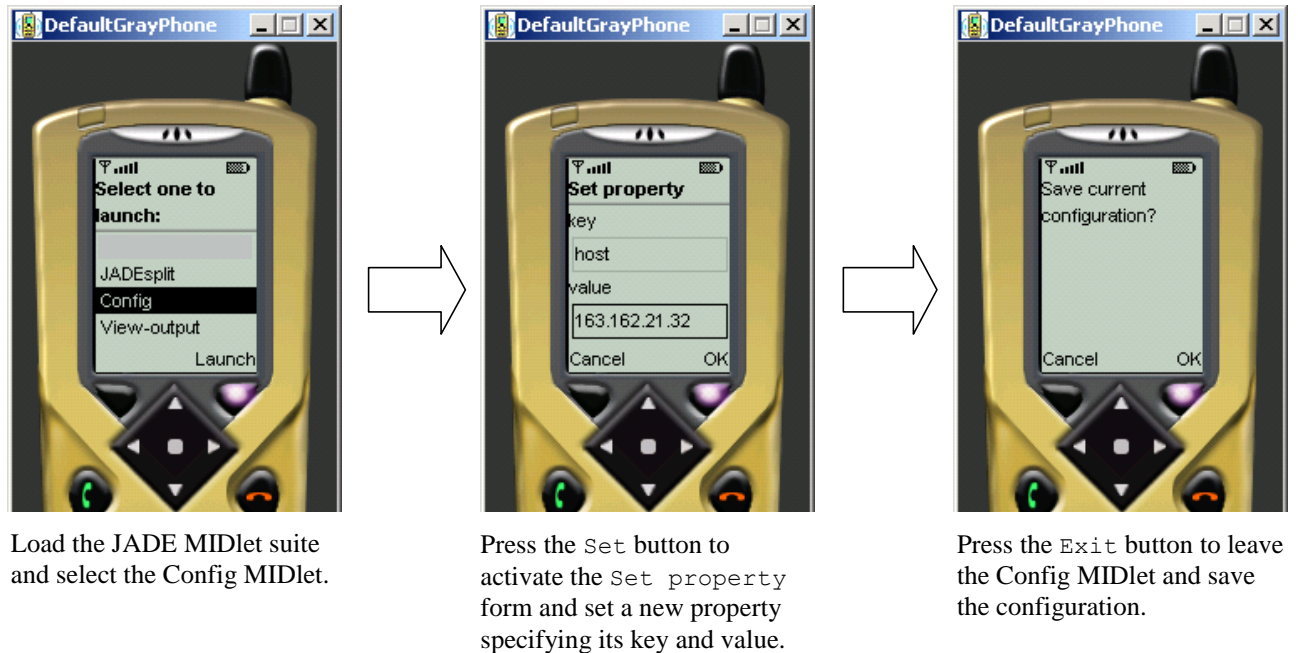 DefaultGrayPhone
Select one to
launch:
JADEsplit
Config
View-output
Launch
Load the JADE MIDlet suite
and select the Config MIDlet.
DefaultGrayPhone
Set property
key
host
value
163.162.21.32
Cancel OK
Press the Set button to
activate the Set property
form and set a new property
specifying its key and value.
DefaultGrayPhone
Save current
configuration?
Cancel OK
Press the Exit button to leave
the Config MIDlet and save
the configuration.